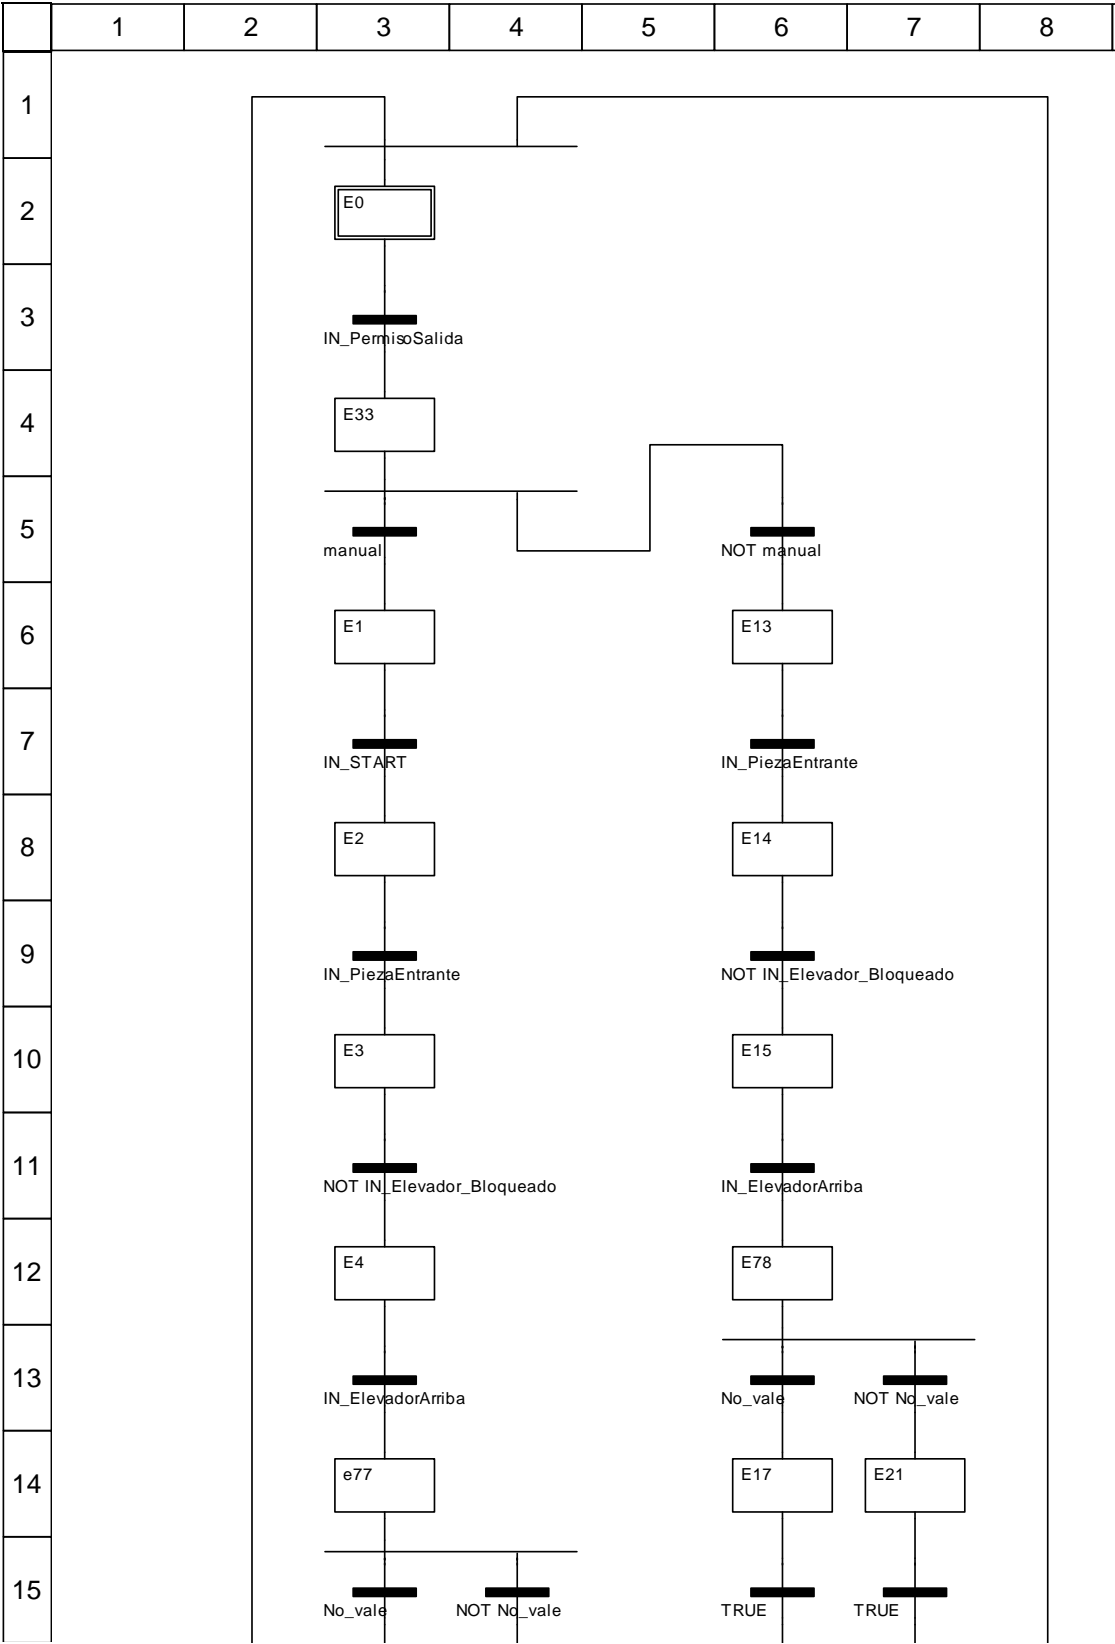 1 2 3 4 5 6 7 8
1
2
E0
3
IN_PermisoSalida
4
E33
5
manual NOT manual
6
E1 E13
7
IN_START IN_PiezaEntrante
8
E2 E14
9
IN_PiezaEntrante NOT IN_Elevador_Bloqueado
10
E3 E15
11
NOT IN_Elevador_Bloqueado IN_ElevadorArriba
12
E4 E78
13
IN_ElevadorArriba No_vale NOT No_vale
14
e77 E17 E21
15
No_vale NOT No_vale TRUE TRUE